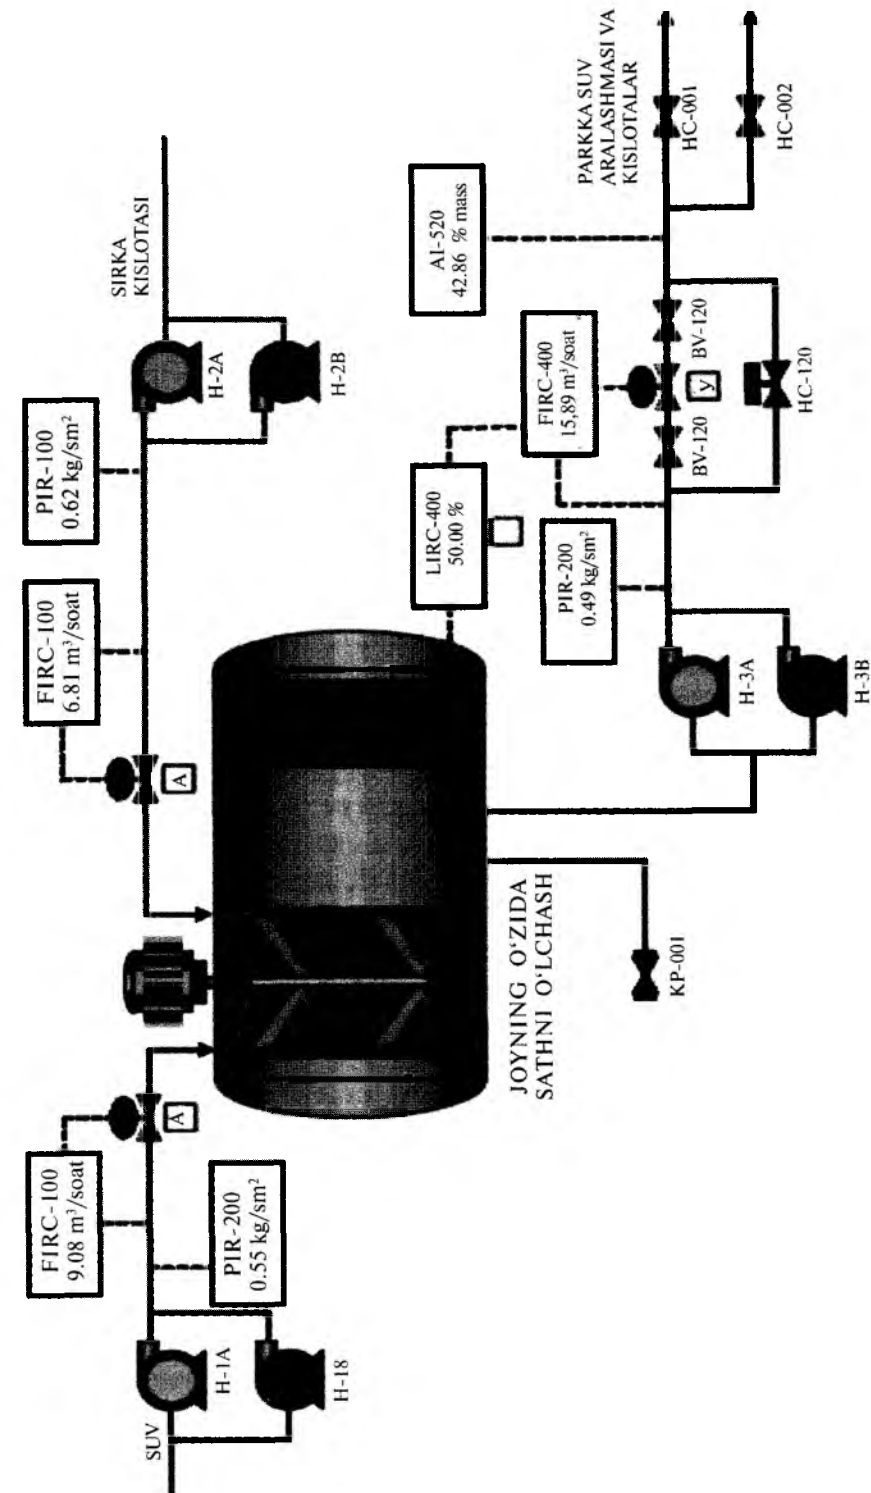 SUV
H-1A
H-18
FIRC-100
9.08 m³/soat
PIR-200
0.55 kg/sm²
A
FIRC-100
6.81 m³/soat
A
PIR-100
0.62 kg/sm²
H-2A
H-2B
SIRKA
KISLOTASI
JOYNING O‘ZIDA
SATHNI O‘LCHASH
KP-001
LIRC-400
50.00 %
PIR-200
0.49 kg/sm²
H-3A
H-3B
FIRC-400
15,89 m³/soat
BV-120
y
BV-120
HC-120
AI-520
42.86 % mass
PARKKA SUV
ARALASHMASI VA
KISLOTALAR
HC-001
HC-002